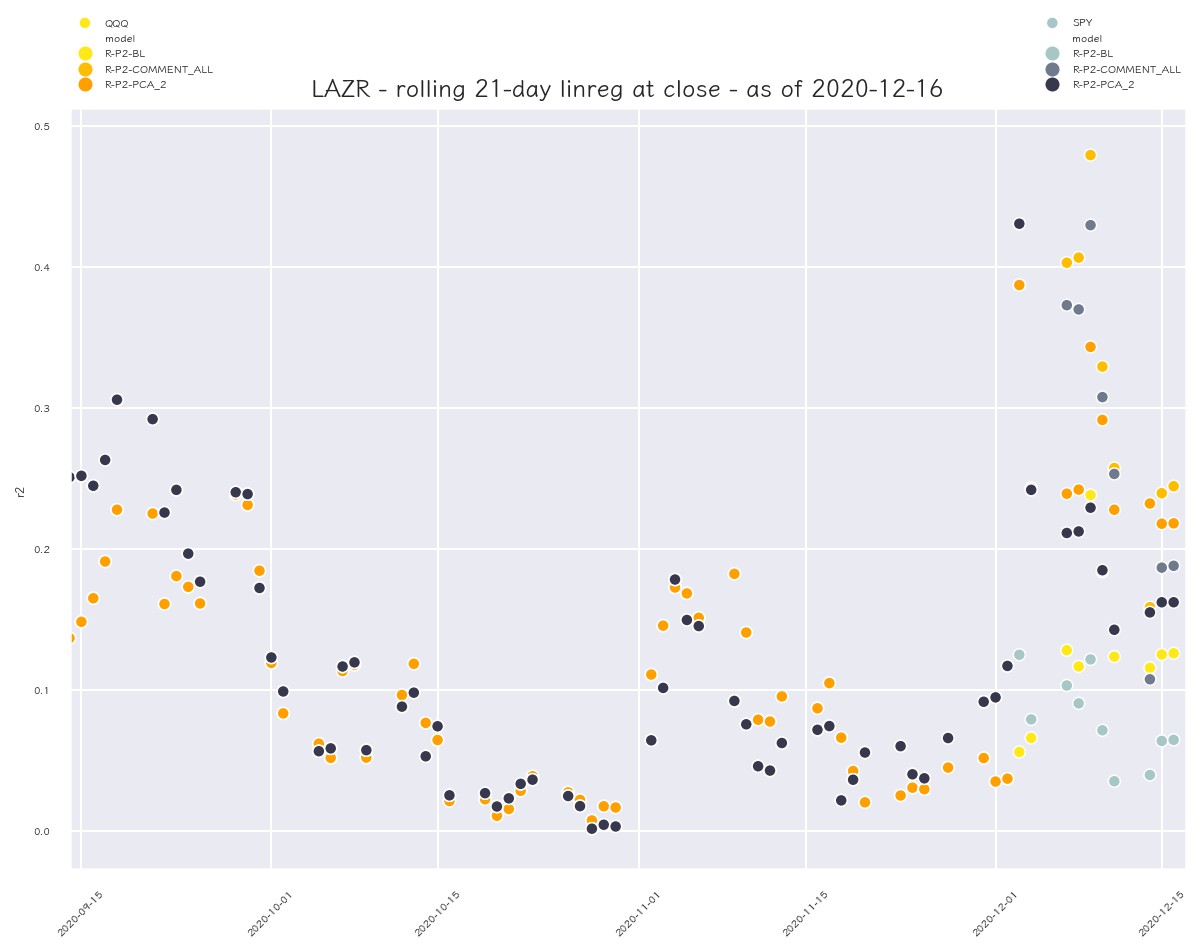 QQQ
model
R-P2-BL
R-P2-COMMENT_ALL
R-P2-PCA_2
SPY
model
R-P2-BL
R-P2-COMMENT_ALL
R-P2-PCA_2
LAZR - rolling 21-day linreg at close - as of 2020-12-16
0.5
0.4
0.3
r2
0.2
0.1
0.0
2020-09-15
2020-10-01
2020-10-15
2020-11-01
2020-11-15
2020-12-01
2020-12-15